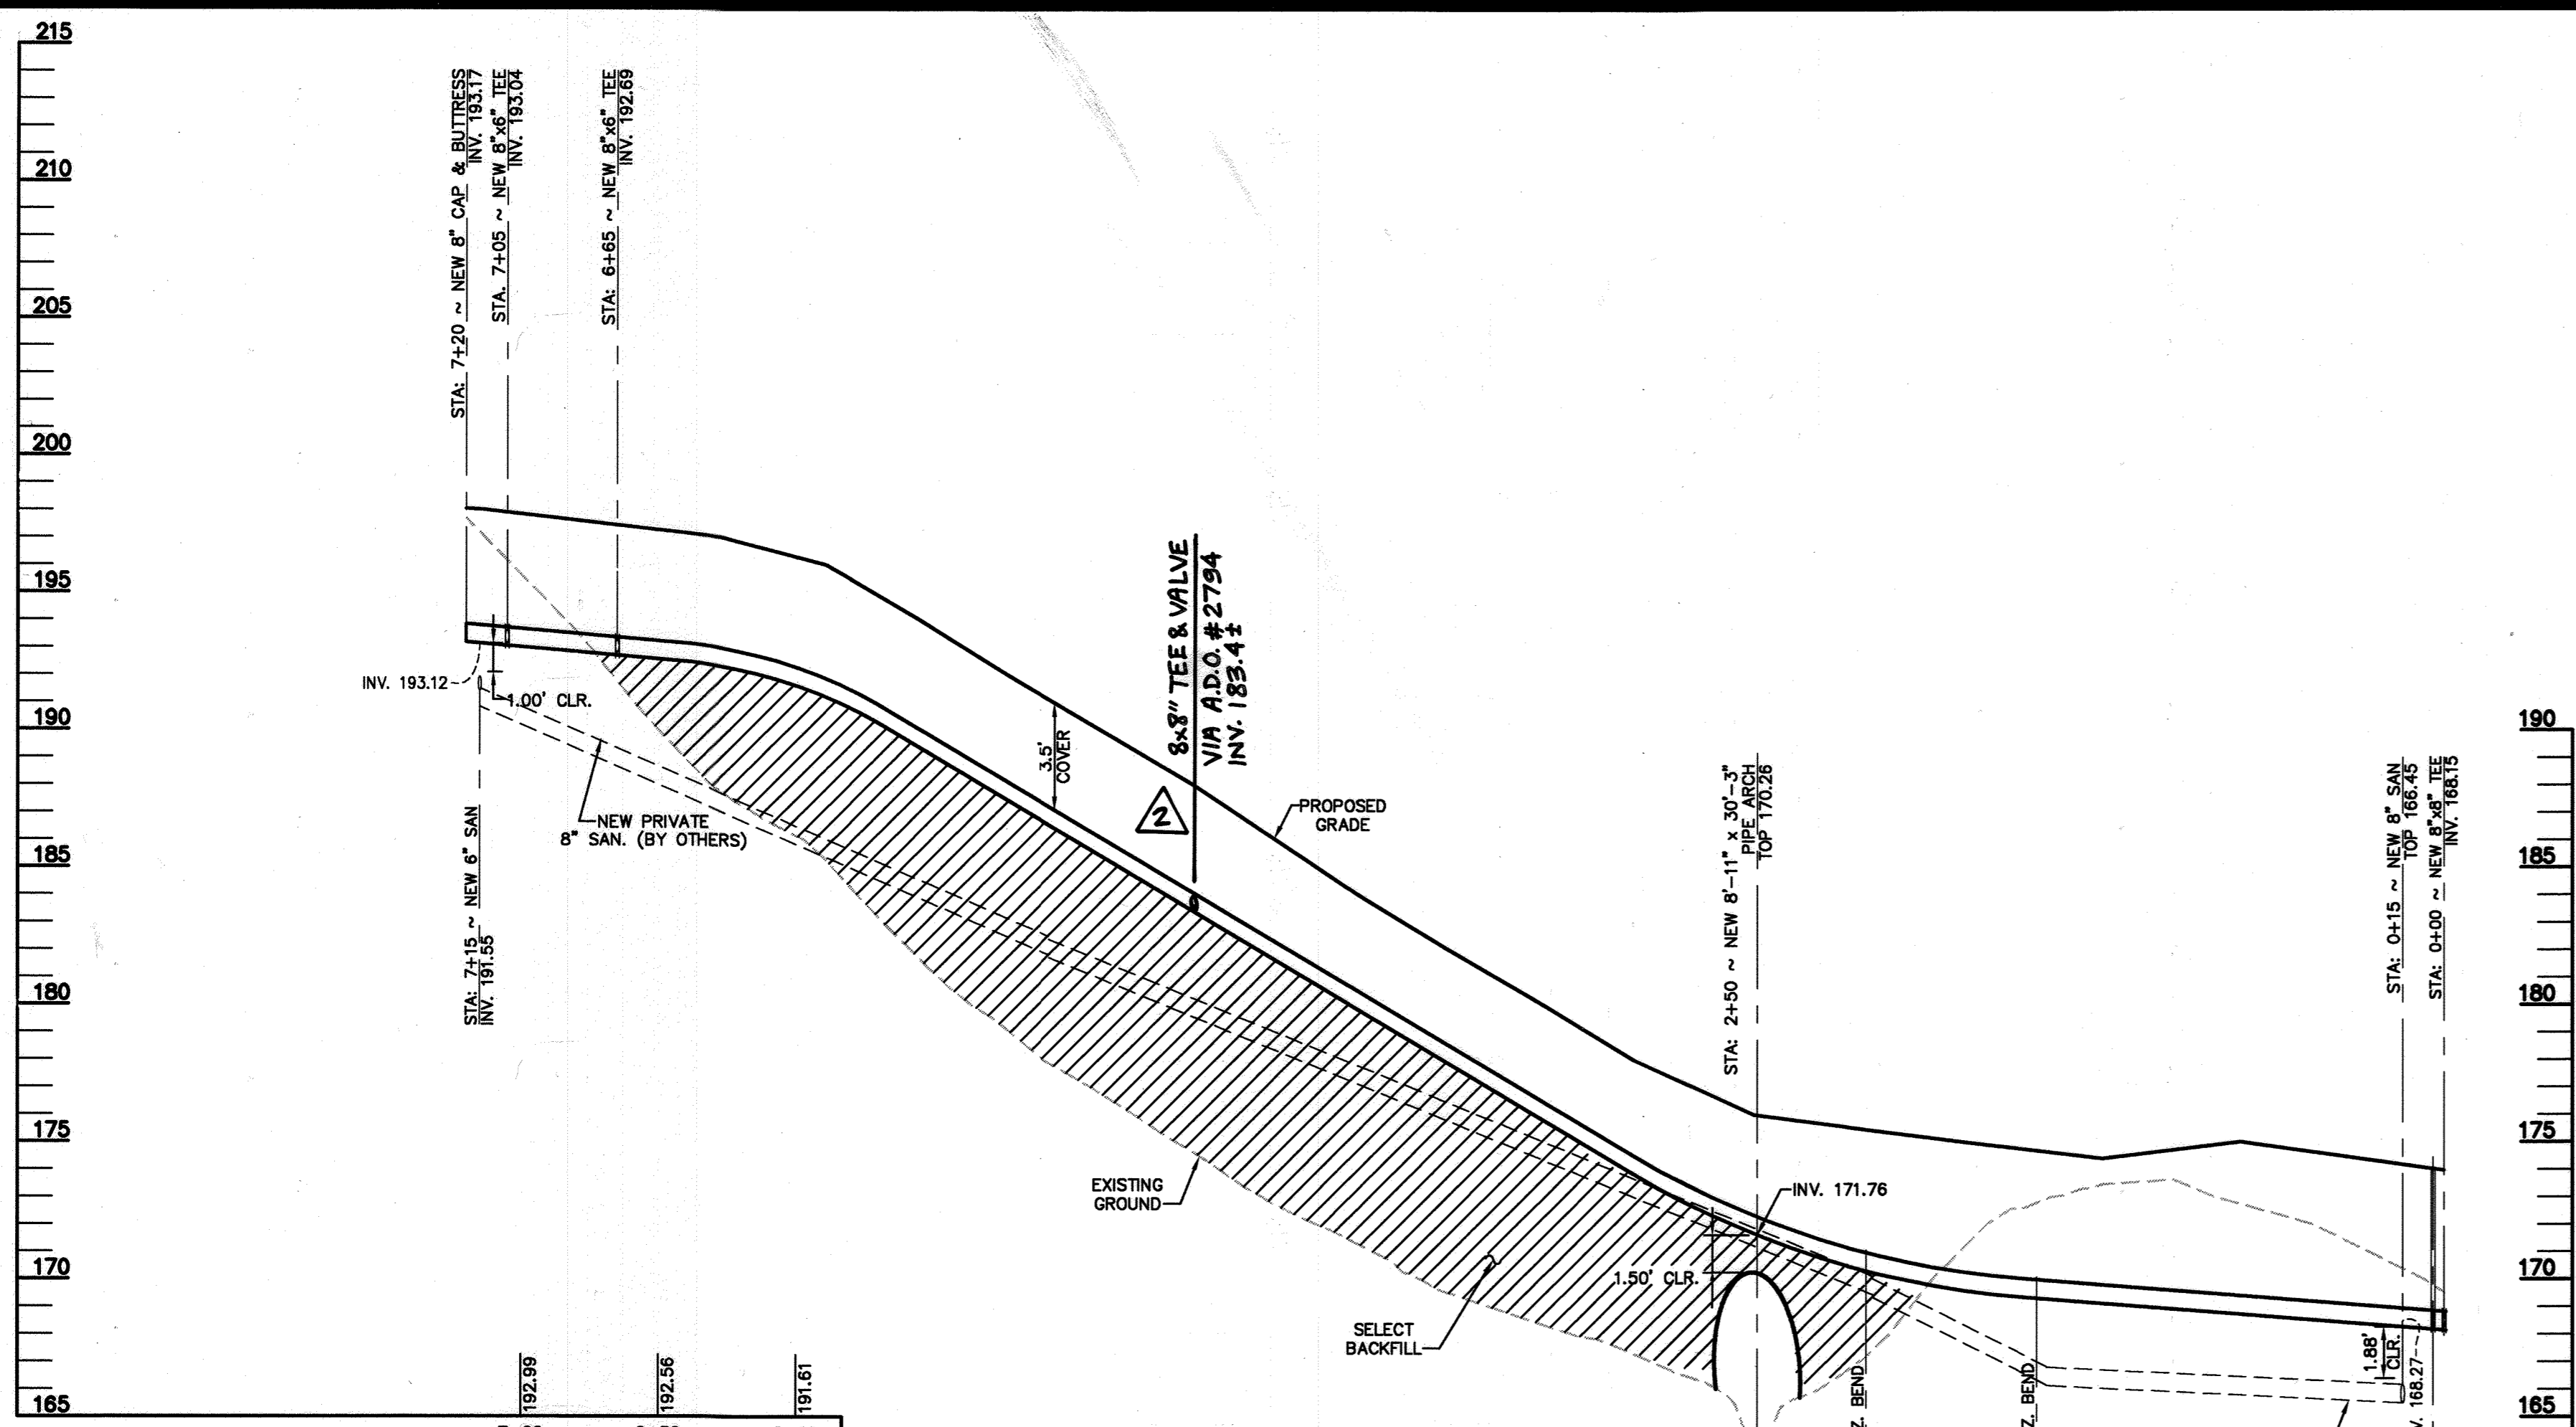 215
210
205
200
195
190
185
180
175
170
165
STA: 7+20 ~ NEW 8" CAP & BUTTRESS
INV. 193.17
STA. 7+05 ~ NEW 8"x6" TEE
INV. 193.04
STA: 6+65 ~ NEW 8"x6" TEE
INV. 192.69
INV. 193.12
1.00' CLR.
NEW PRIVATE
8" SAN. (BY OTHERS)
STA: 7+15 ~ NEW 6" SAN
INV. 191.55
3.5'
COVER
8x8" TEE & VALVE
VIA A.D.O. #2794
INV. 183.4±
2
PROPOSED
GRADE
EXISTING
GROUND
SELECT
BACKFILL
STA: 2+50 ~ NEW 8'-11" x 30'-3"
PIPE ARCH
TOP 170.26
INV. 171.76
1.50' CLR.
STA: 0+15 ~ NEW 8" SAN
TOP 166.45
STA: 0+00 ~ NEW 8"x8" TEE
INV. 168.15
1.88'
CLR.
168.27
Z. BEND
Z. BEND
192.99
192.56
191.61
190
185
180
175
170
165